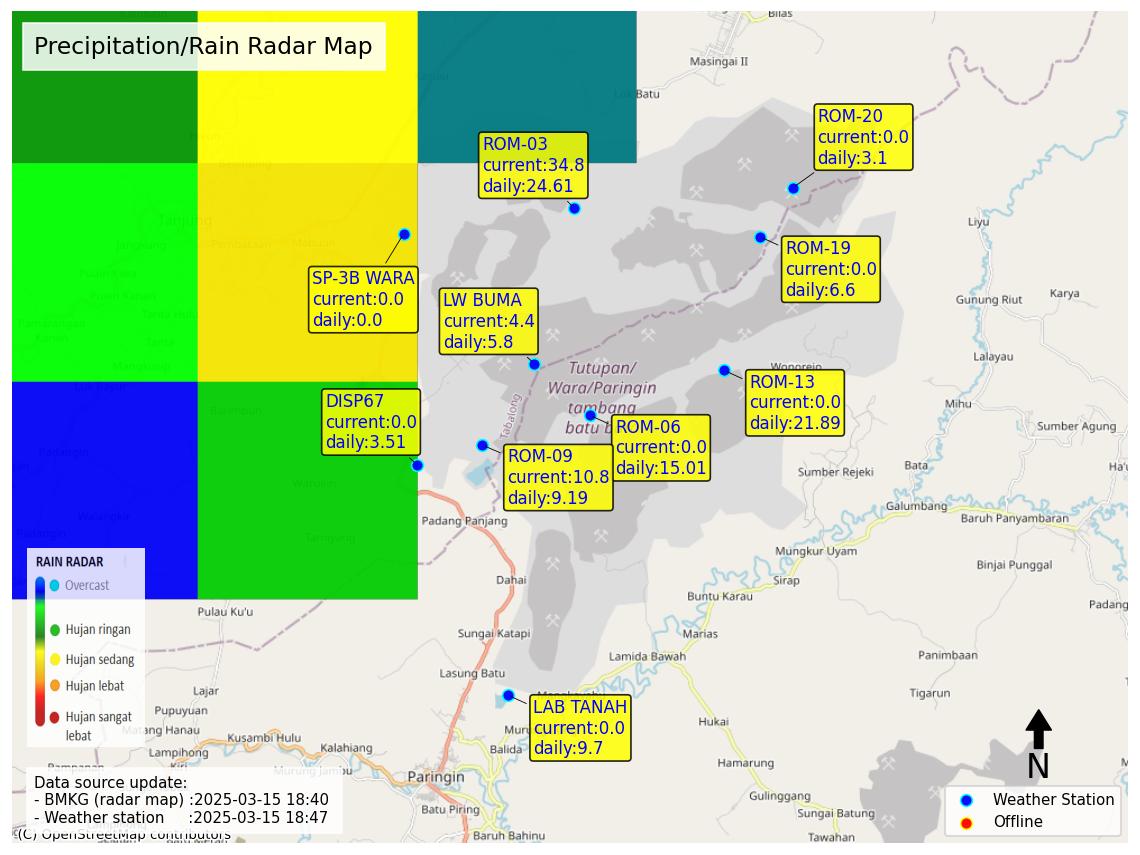 Precipitation/Rain Radar Map
Bilas
Masingai II
Lok Batu
ROM-20
current:0.0
daily:3.1
ROM-03
current:34.8
daily:24.61
Tanjung
Liyu
ROM-19
current:0.0
daily:6.6
SP-3B WARA
current:0.0
daily:0.0
LW BUMA
current:4.4
daily:5.8
Karya
Gunung Riut
Lalayau
Tutupan/
Wara/Paringin
tambang
batu b
Wonorejo
ROM-13
current:0.0
daily:21.89
Mihu
Tabalong
DISP67
current:0.0
daily:3.51
ROM-06
current:0.0
daily:15.01
Sumber Agung
ROM-09
current:10.8
daily:9.19
Sumber Rejeki
Bata
Ha'u
Galumbang
Baruh Panyambaran
Padang Panjang
Mungkur Uyam
Binjai Punggal
RAIN RADAR
Overcast
Hujan ringan
Hujan sedang
Hujan lebat
Hujan sangat
lebat
Dahai
Sirap
Buntu Karau
Padang
Pulau Ku'u
Sungai Katapi
Marias
Lamida Bawah
Panimbaan
Lasung Batu
Lajar
Tigarun
LAB TANAH
current:0.0
daily:9.7
Pupuyuan
Matang Hanau
Hukai
Kusambi Hulu
Kalahiang
Balida
Lampihong
Hamarung
N
Murung Jambu
Paringin
Data source update:
- BMKG (radar map) :2025-03-15 18:40
- Weather station :2025-03-15 18:47
Gulinggang
Batu Piring
Sungai Batung
Weather Station
Offline
(C) OpenStreetMap contributors
Baruh Bahinu
Tawahan